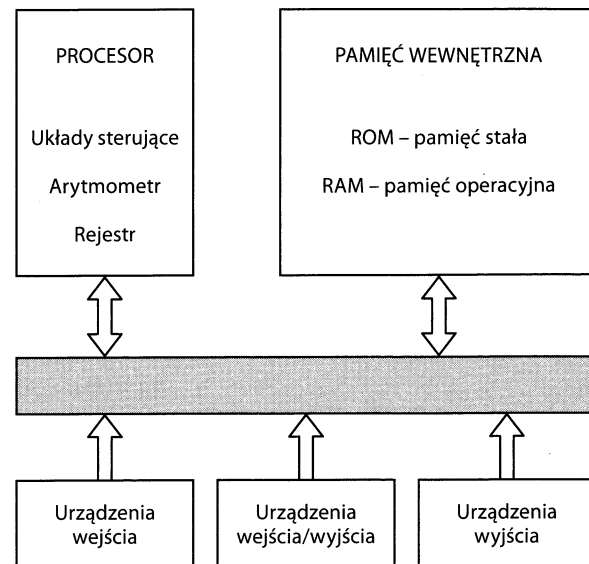 PROCESOR
Układy sterujące
Arytmometr
Rejestr
PAMIĘĆ WEWNĘTRZNA
ROM – pamięć stała
RAM – pamięć operacyjna
Urządzenia
wejścia
Urządzenia
wejścia/wyjścia
Urządzenia
wyjścia